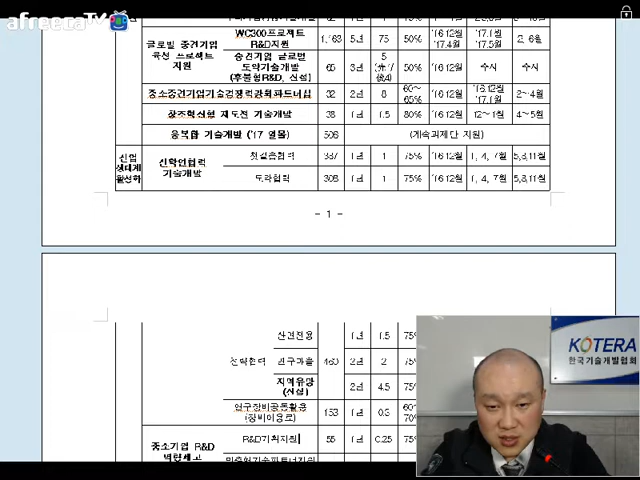 afreecaTV
글로벌 중견기업
육성 프로젝트
지원
WC300프로젝트
R&D지원
1,163 5년 75 50% '16.12월 '17.1월 2, 6월
'17.4월 '17.5월
중견기업 글로벌
도약기술개발
(후불형R&D, 신설)
65 3년 5 50% '16.12월 수시 수시
중소중견기업기술경쟁력강화파트너십 32 2년 8 60~ '16.12월 '16.12월 2~4월
65% '17.1월
창조혁신형 재도전 기술개발 38 1년 1.5 80% '16.12월 12~1월 4~5월
융복합 기술개발 ('17 일몰) 506 (계속과제만 지원)
산업
생태계
활성화
산학연협력
기술개발
첫걸음협력 337 1년 1 75% '16.12월 1, 4, 7월 5,8,11월
도약협력 308 1년 1 75% '16.12월 1, 4, 7월 5,8,11월
- 1 -
산연전용 1년 1.5 75%
전략협력 연구마을 460 2년 2 75%
지역유망
(신설)
2년 4.5 75%
연구장비공동활용
(장비이용료)
153 1년 0.3 60~
70%
중소기업 R&D
역량제고
R&D기획지원 55 1년 0.25 75%
KOTERA
한국기술개발협회